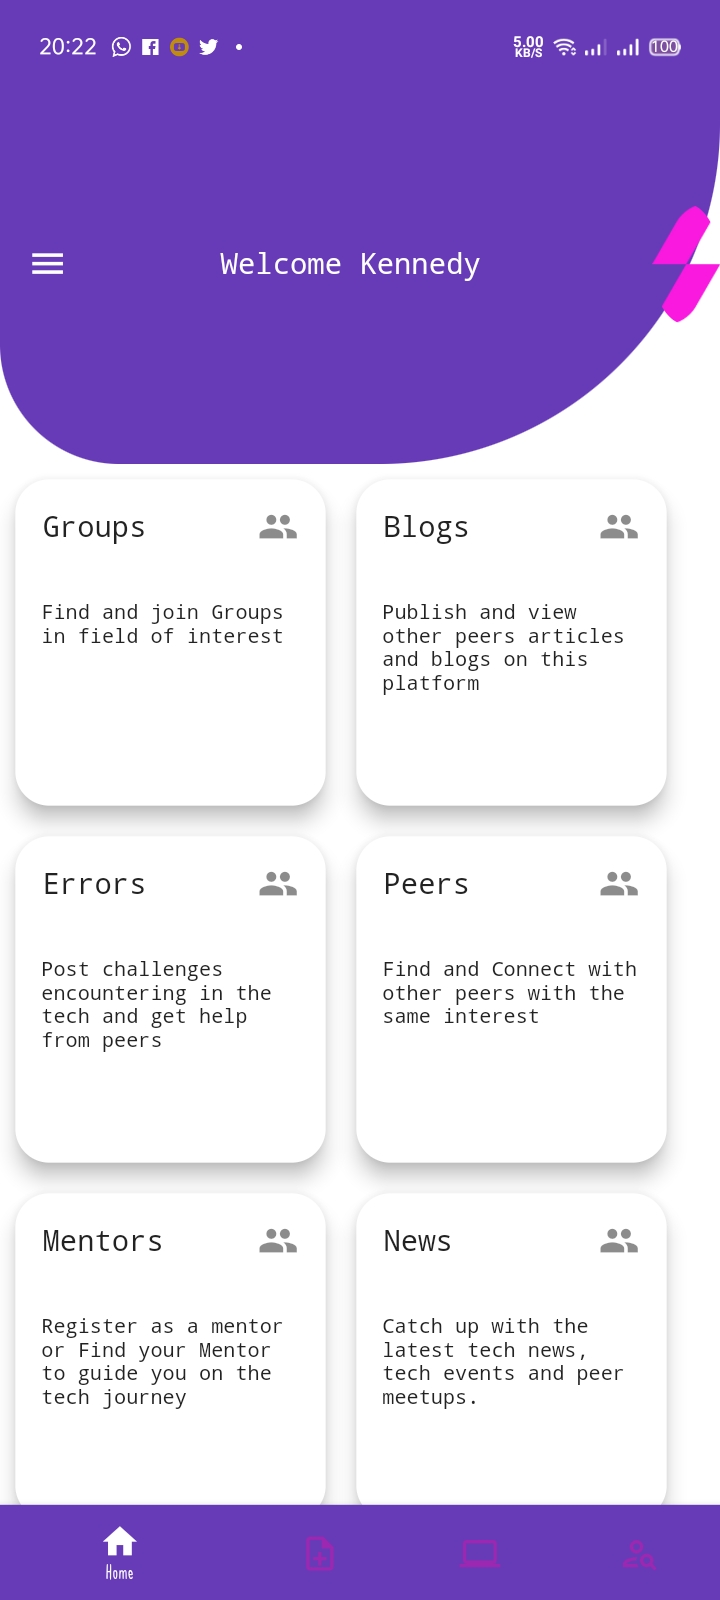 20:22
5.00
KB/S
100
Welcome Kennedy
Groups
Find and join Groups
in field of interest
Blogs
Publish and view
other peers articles
and blogs on this
platform
Errors
Post challenges
encountering in the
tech and get help
from peers
Peers
Find and Connect with
other peers with the
same interest
Mentors
Register as a mentor
or Find your Mentor
to guide you on the
tech journey
News
Catch up with the
latest tech news,
tech events and peer
meetups.
Home